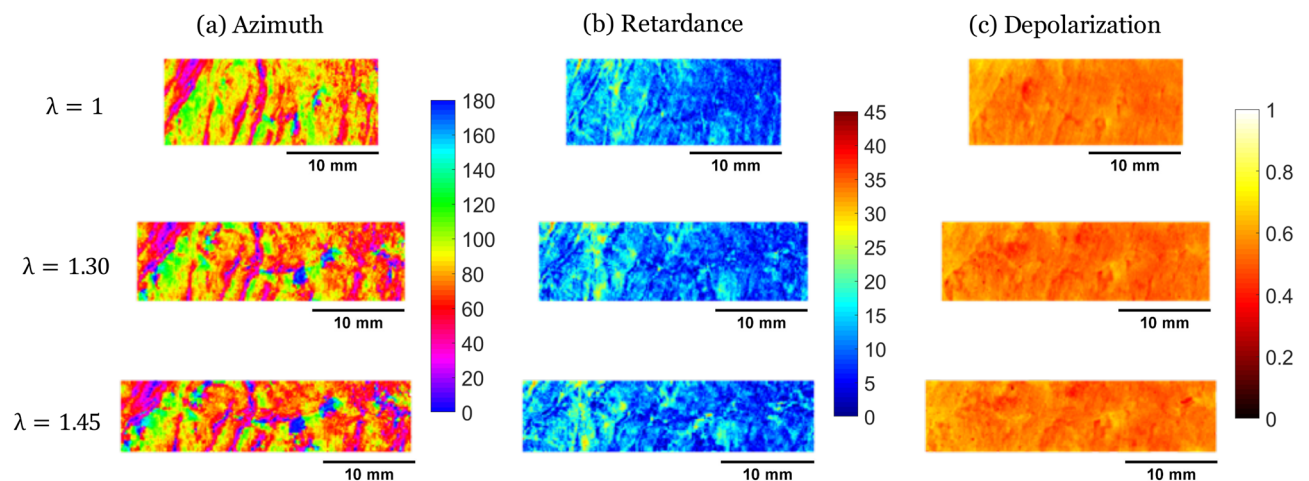 (a) Azimuth
(b) Retardance
(c) Depolarization
λ = 1
10 mm
10 mm
10 mm
λ = 1.30
10 mm
10 mm
10 mm
λ = 1.45
10 mm
10 mm
10 mm
180
160
140
120
100
80
60
40
20
0
45
40
35
30
25
20
15
10
5
0
1
0.8
0.6
0.4
0.2
0